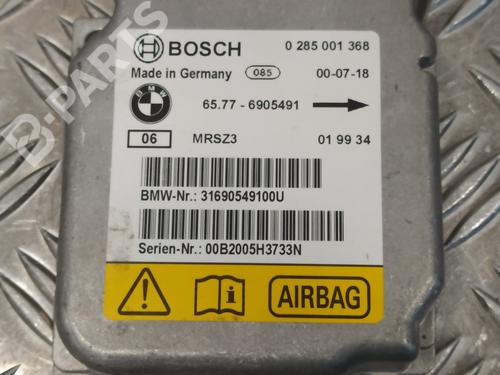 B-PARTS
BOSCH 0 285 001 368
Made in Germany 085 00-07-18
BMW 65.77 - 6905491
06 MRSZ3 01 99 34
BMW-Nr.: 31690549100U
Serien-Nr.: 00B2005H3733N
AIRBAG